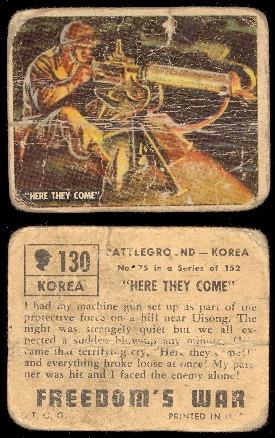 "HERE THEY COME"
130
KOREA
ATTLEGRO ND — KOREA
No. 75 in a Series of 152
"HERE THEY COME"
I had my machine gun set up as part of the
protective force on a hill near Uisong. The
night was strangely quiet but we all ex-
pected a sudden blowup any minute.
came that terrifying cry, "Here they
and everything broke loose at once! My part-
ner was hit and I faced the enemy alone!
FREEDOM'S WAR
T. C. G.
PRINTED IN U